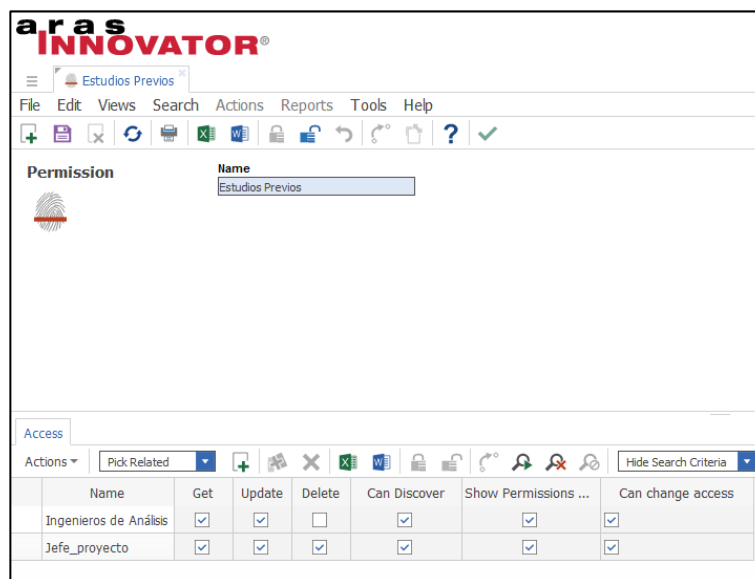 aras
INNOVATOR®
Estudios Previos
File Edit Views Search Actions Reports Tools Help
Permission
Name
Estudios Previos
Access
Actions Pick Related Hide Search Criteria
Name Get Update Delete Can Discover Show Permissions ... Can change access
Ingenieros de Análisis
Jefe_proyecto